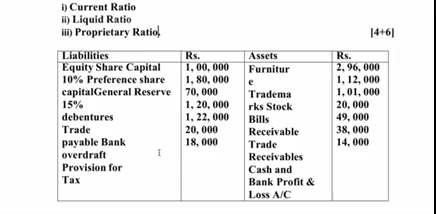 i) Current Ratio
ii) Liquid Ratio
iii) Proprietary Ratio. [4+6]
Liabilities Rs. Assets Rs.
Equity Share Capital 1, 00, 000 Furnitur 2, 96, 000
10% Preference share 1, 80, 000 e 1, 12, 000
capitalGeneral Reserve 70, 000 Tradema 1, 01, 000
15% 1, 20, 000 rks Stock 20, 000
debentures 1, 22, 000 Bills 49, 000
Trade 20, 000 Receivable 38, 000
payable Bank 18, 000 Trade 14, 000
overdraft Receivables
Provision for Cash and
Tax Bank Profit &
Loss A/C